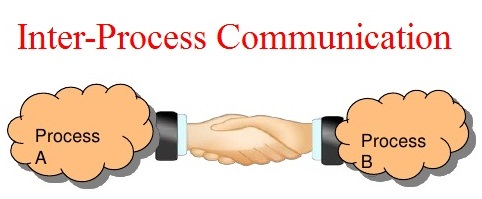 Inter-Process Communication
Process
A
Process
B